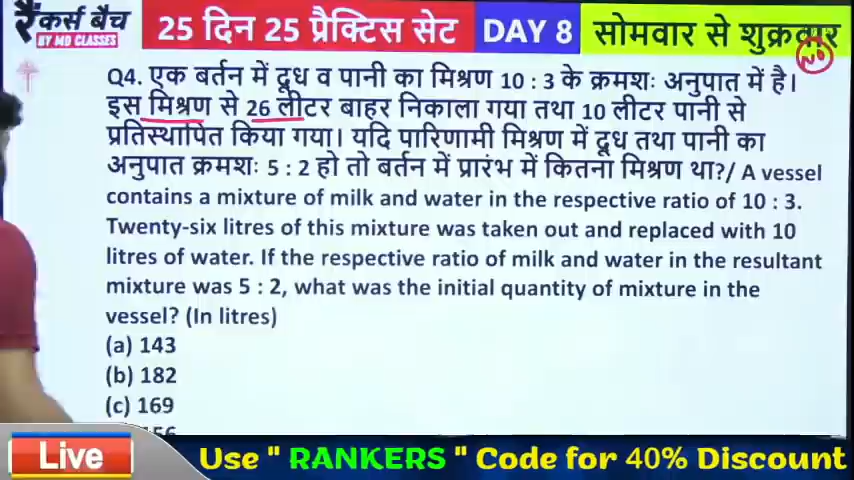 रैंकर्स बैच
BY MD CLASSES
25 दिन 25 प्रैक्टिस सेट
DAY 8
सोमवार से शुक्रवार
Q4. एक बर्तन में दूध व पानी का मिश्रण 10 : 3 के क्रमशः अनुपात में है।
इस मिश्रण से 26 लीटर बाहर निकाला गया तथा 10 लीटर पानी से
प्रतिस्थापित किया गया। यदि पारिणामी मिश्रण में दूध तथा पानी का
अनुपात क्रमशः 5 : 2 हो तो बर्तन में प्रारंभ में कितना मिश्रण था?/ A vessel
contains a mixture of milk and water in the respective ratio of 10 : 3.
Twenty-six litres of this mixture was taken out and replaced with 10
litres of water. If the respective ratio of milk and water in the resultant
mixture was 5 : 2, what was the initial quantity of mixture in the
vessel? (In litres)
(a) 143
(b) 182
(c) 169
156
Live
Use " RANKERS " Code for 40% Discount